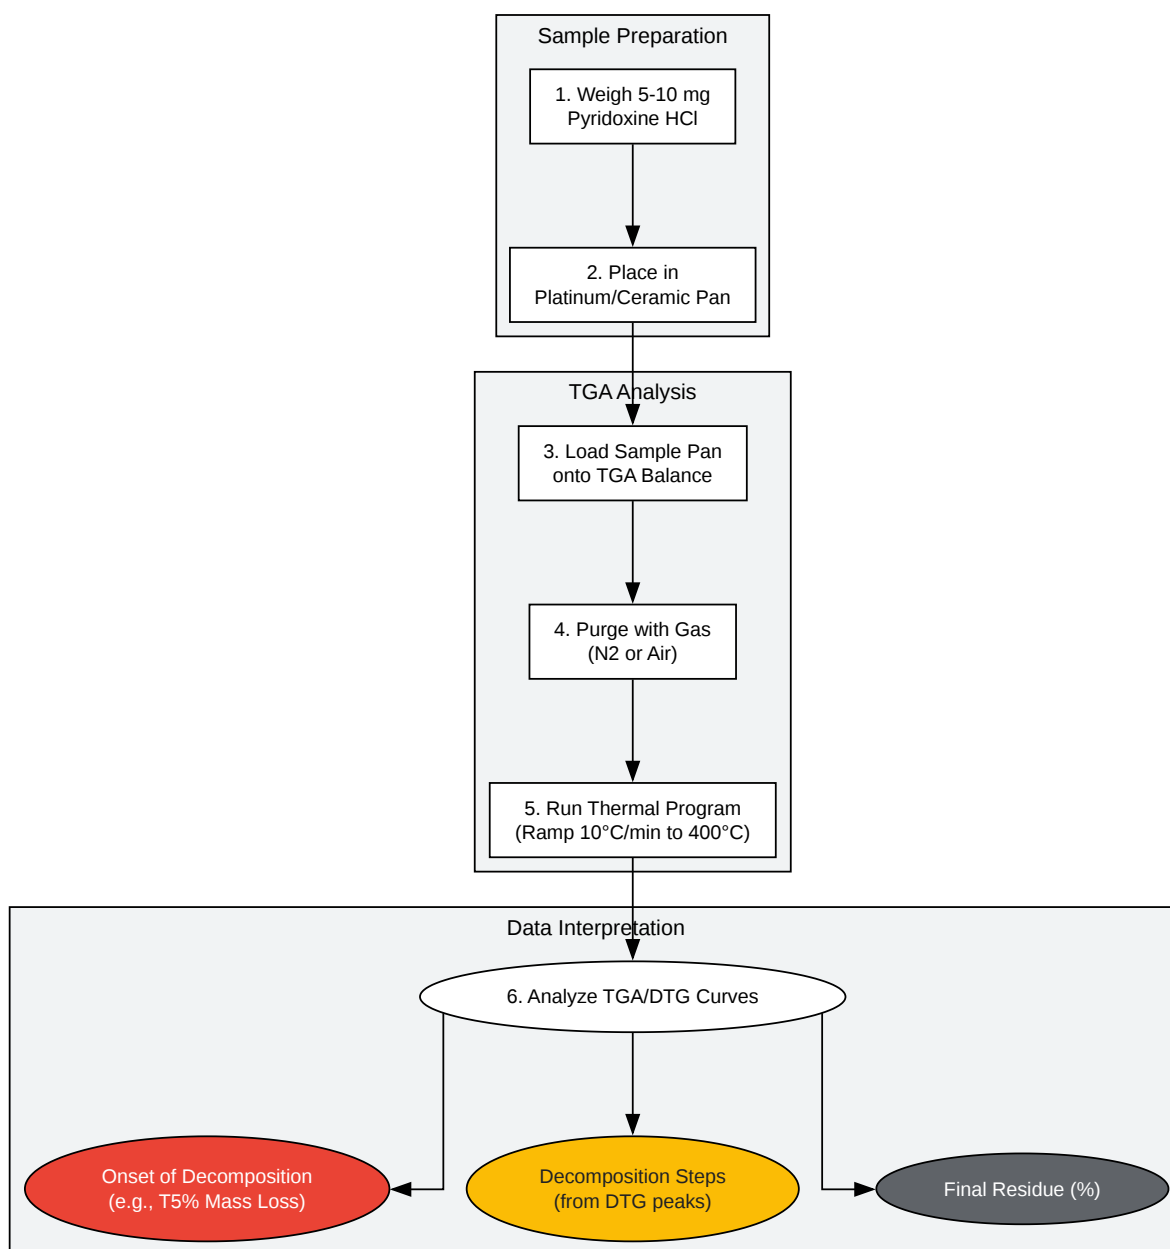 Sample Preparation
1. Weigh 5-10 mg
Pyridoxine HCl
2. Place in
Platinum/Ceramic Pan
TGA Analysis
3. Load Sample Pan
onto TGA Balance
4. Purge with Gas
(N2 or Air)
5. Run Thermal Program
(Ramp 10°C/min to 400°C)
Data Interpretation
6. Analyze TGA/DTG Curves
Onset of Decomposition
(e.g., T5% Mass Loss)
Decomposition Steps
(from DTG peaks)
Final Residue (%)